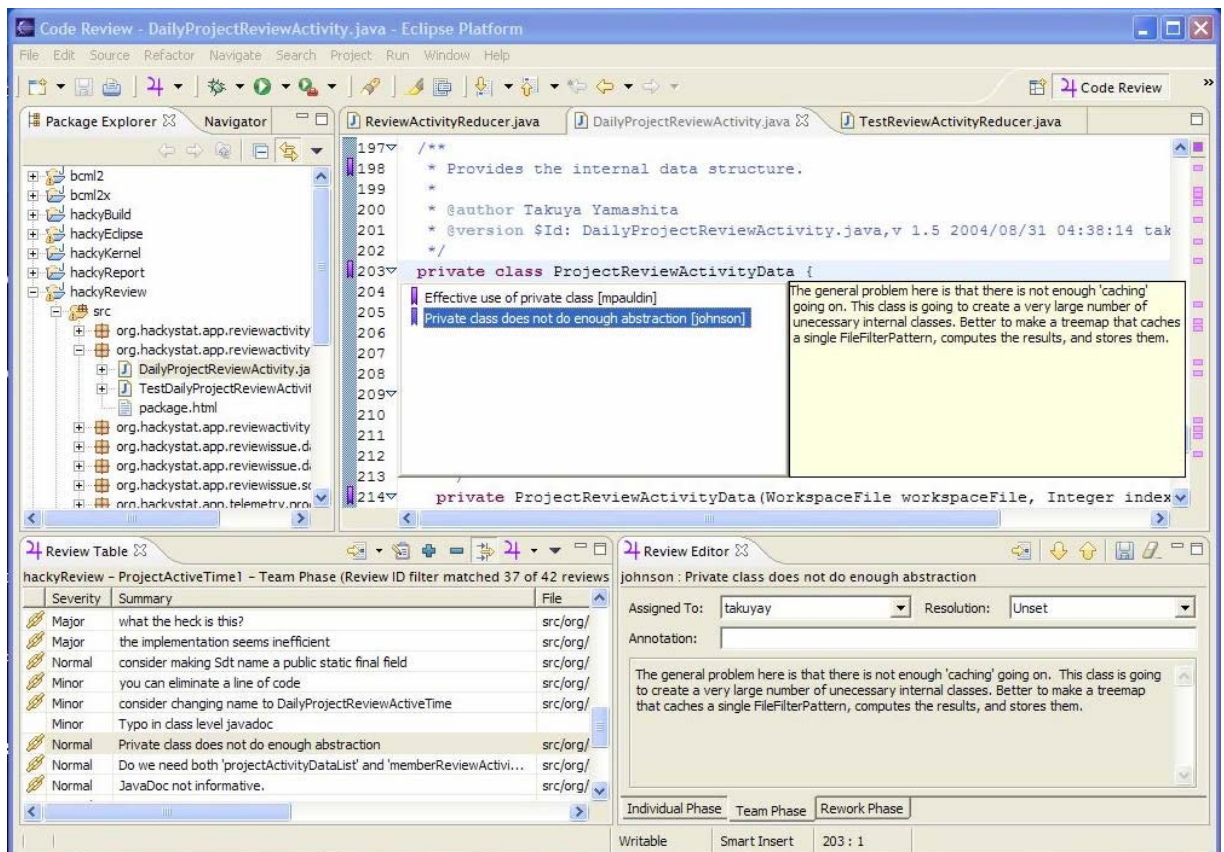 Code Review - DailyProjectReviewActivity.java - Eclipse Platform
File Edit Source Refactor Navigate Search Project Run Window Help
Code Review
Package Explorer
Navigator
bcml2
bcml2x
hackyBuild
hackyEclipse
hackyKernel
hackyReport
hackyReview
src
org.hackystat.app.reviewactivity
org.hackystat.app.reviewactivity
DailyProjectReviewActivity.ja
TestDailyProjectReviewActivit
package.html
org.hackystat.app.reviewactivity
org.hackystat.app.reviewissue.d
org.hackystat.app.reviewissue.d
org.hackystat.app.reviewissue.s
org.hackystat.app.telemetry.pro
ReviewActivityReducer.java
DailyProjectReviewActivity.java
TestReviewActivityReducer.java
197 /**
198 * Provides the internal data structure.
199 *
200 * @author Takuya Yamashita
201 * @version $Id: DailyProjectReviewActivity.java,v 1.5 2004/08/31 04:38:14 tak
202 */
203 private class ProjectReviewActivityData {
204
205
206
207
208
209
210
211
212
213
214 private ProjectReviewActivityData(WorkspaceFile workspaceFile, Integer index
Effective use of private class [mpauldin]
Private class does not do enough abstraction [johnson]
The general problem here is that there is not enough 'caching'
going on. This class is going to create a very large number of
unecessary internal classes. Better to make a treemap that caches
a single FileFilterPattern, computes the results, and stores them.
Review Table
hackyReview - ProjectActiveTime1 - Team Phase (Review ID filter matched 37 of 42 reviews
Severity Summary File
Major what the heck is this? src/org/
Major the implementation seems inefficient src/org/
Normal consider making Sdt name a public static final field src/org/
Minor you can eliminate a line of code src/org/
Minor consider changing name to DailyProjectReviewActiveTime src/org/
Minor Typo in class level javadoc
Normal Private class does not do enough abstraction src/org/
Normal Do we need both 'projectActivityDataList' and 'memberReviewActivi... src/org/
Normal JavaDoc not informative. src/org/
Review Editor
johnson : Private class does not do enough abstraction
Assigned To: takuyay Resolution: Unset
Annotation:
The general problem here is that there is not enough 'caching' going on. This class is going
to create a very large number of unecessary internal classes. Better to make a treemap
that caches a single FileFilterPattern, computes the results, and stores them.
Individual Phase Team Phase Rework Phase
Writable Smart Insert 203 : 1